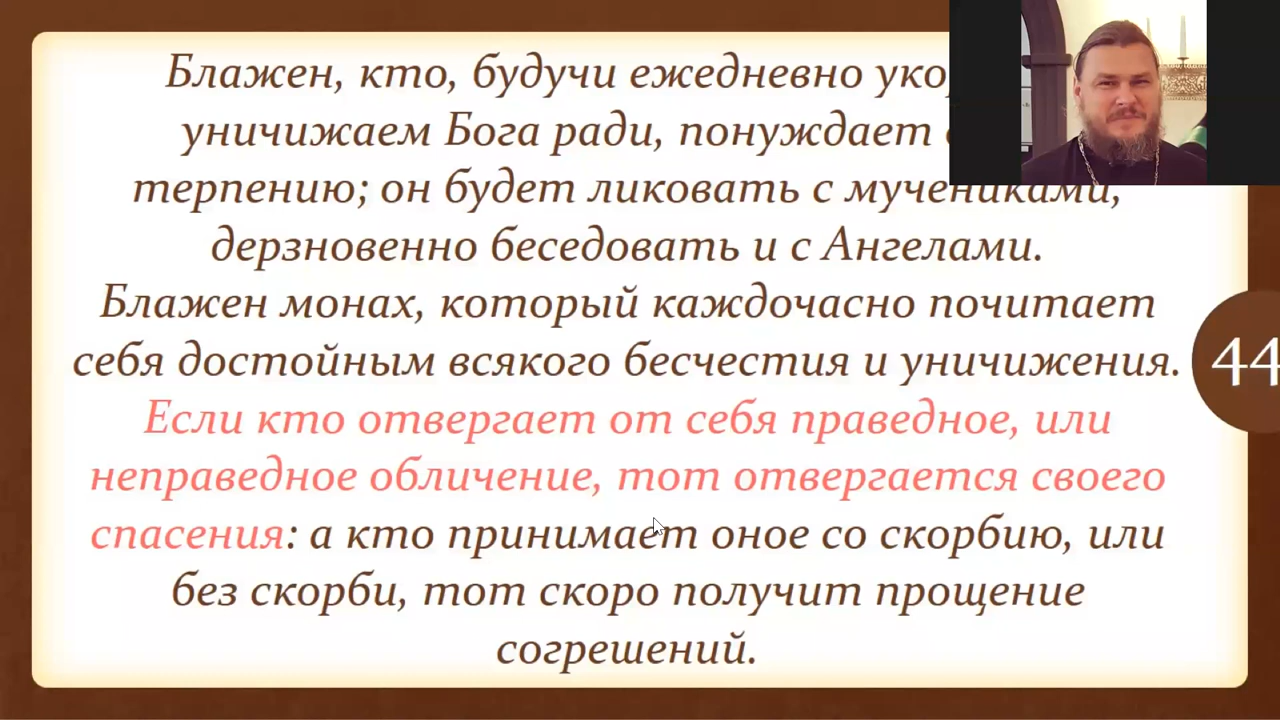 Блажен, кто, будучи ежедневно
уничижаем Бога ради, понуждает
терпению; он будет ликовать с мучениками,
дерзновенно беседовать и с Ангелами.
Блажен монах, который каждочасно почитает
себя достойным всякого бесчестия и уничижения.
44
Если кто отвергает от себя праведное, или
неправедное обличение, тот отвергается своего
спасения: а кто принимает оное со скорбию, или
без скорби, тот скоро получит прощение
согрешений.